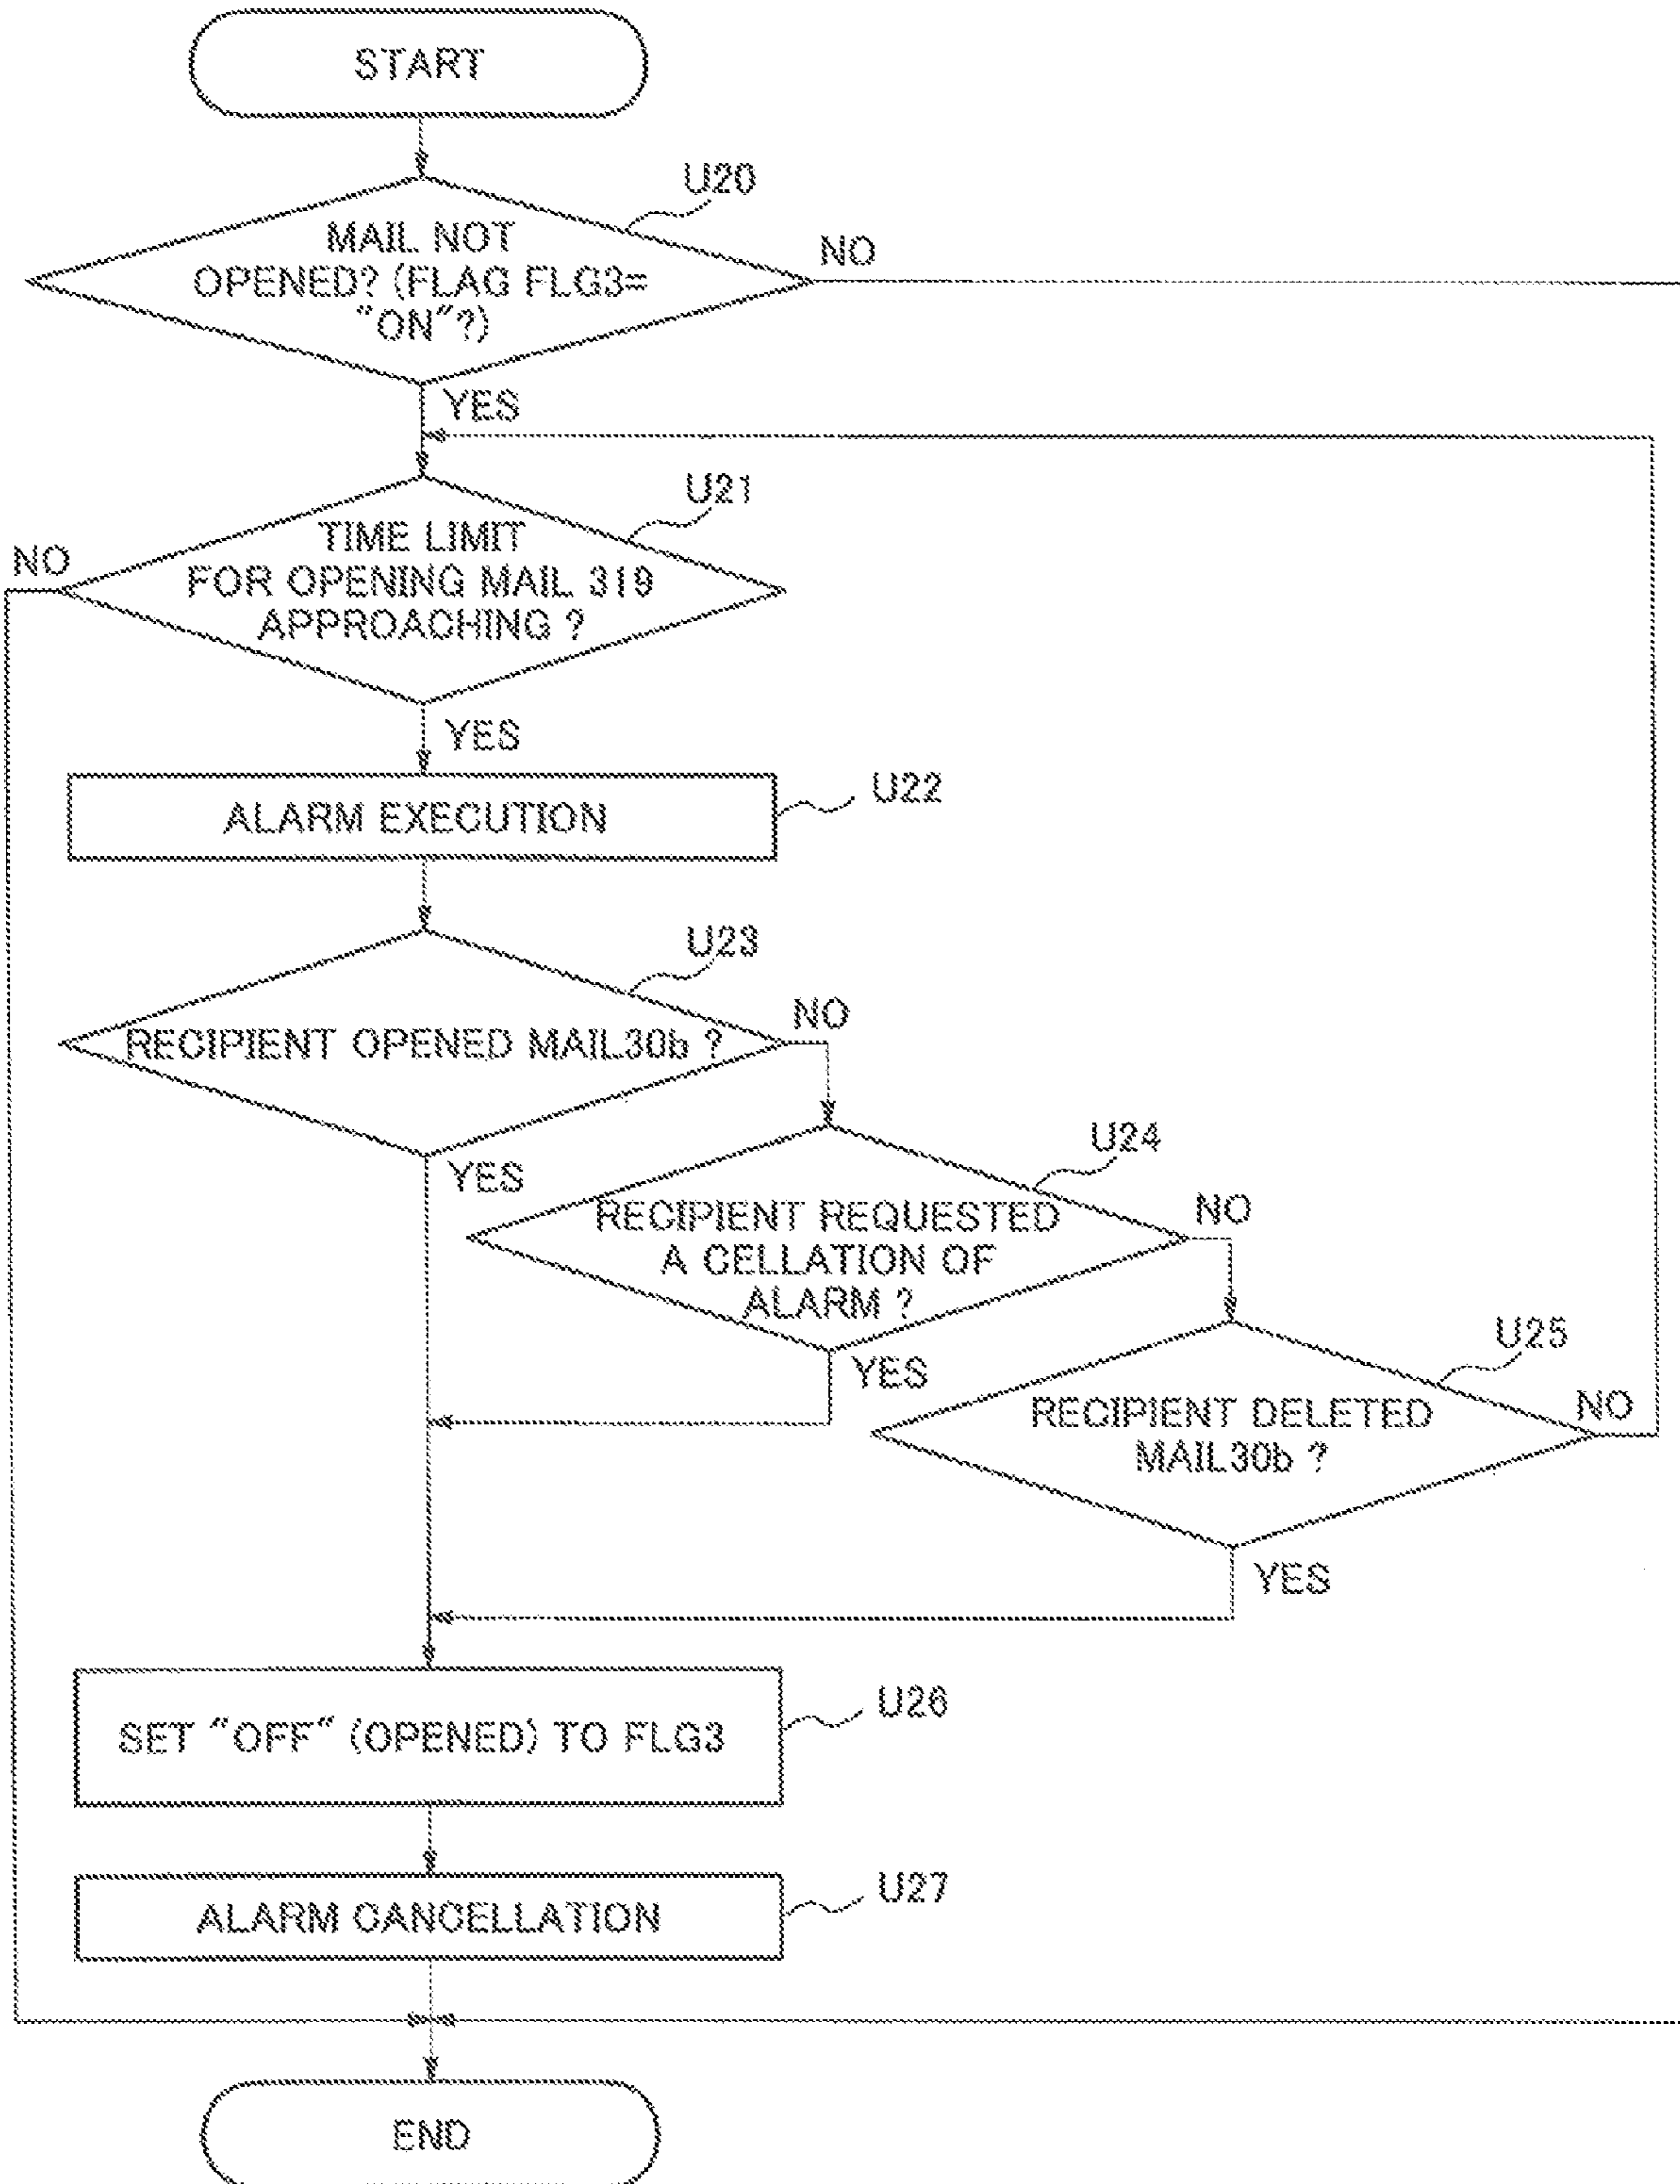 START
U20
MAIL NOT
OPENED? (FLAG FLG3=
"ON"?)
NO
YES
U21
TIME LIMIT
FOR OPENING MAIL 319
APPROACHING ?
NO
YES
ALARM EXECUTION
U22
U23
RECIPIENT OPENED MAIL30b ?
NO
YES
U24
RECIPIENT REQUESTED
A CELLATION OF
ALARM ?
NO
YES
U25
RECIPIENT DELETED
MAIL30b ?
NO
YES
SET "OFF" (OPENED) TO FLG3
U26
ALARM CANCELLATION
U27
END